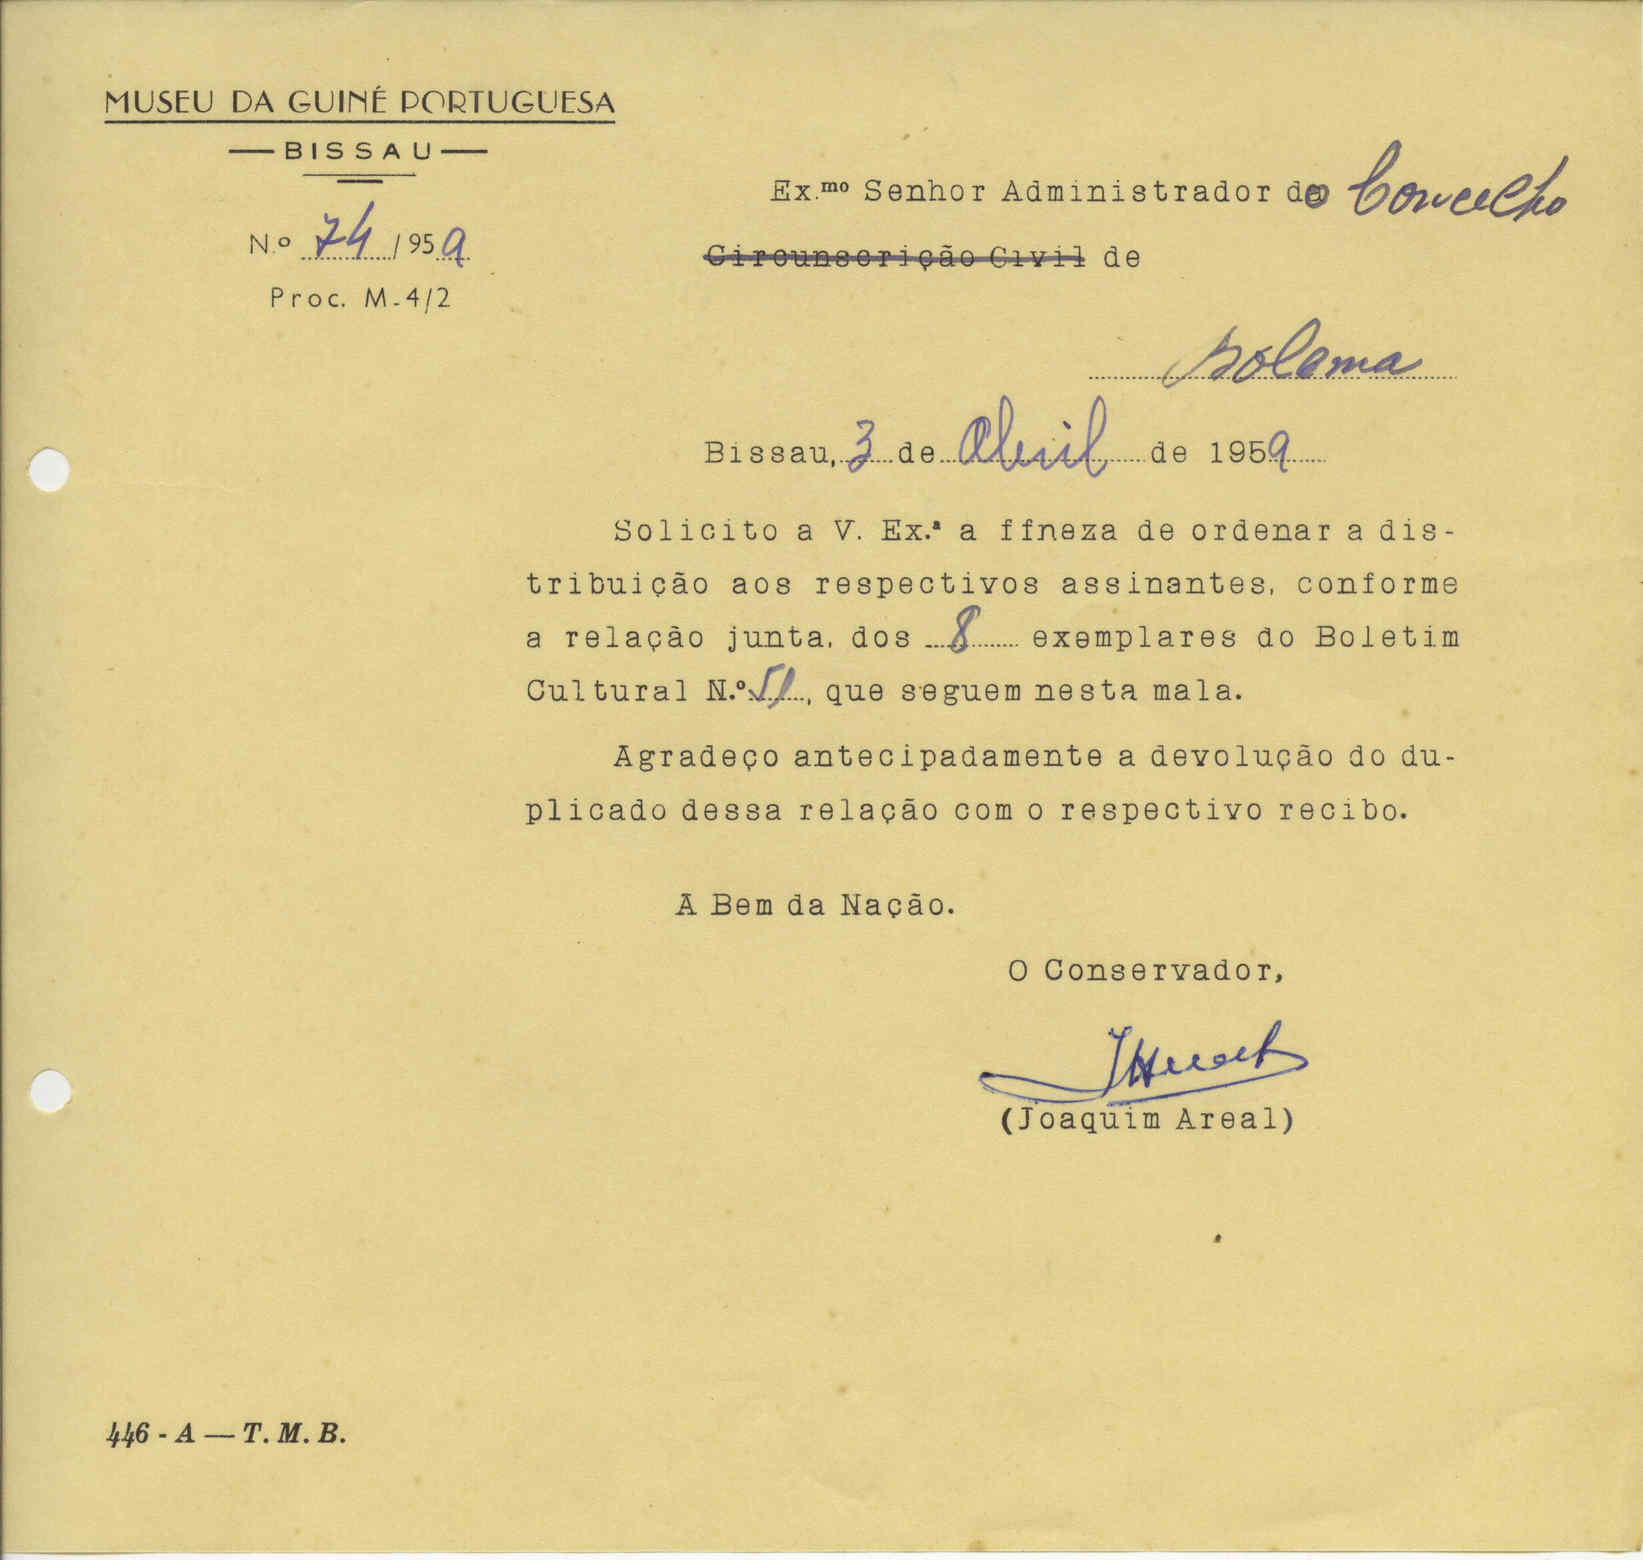 MUSEU DA GUINÉ PORTUGUESA
— BISSAU —
N.º 74 / 959
Proc. M-4/2
Ex.mo Senhor Administrador do Concelho
Circunscrição Civil de
Bolama
Bissau, 3 de Abril de 1959
Solicito a V. Ex.ª a ffneza de ordenar a dis-
tribuição aos respectivos assinantes, conforme
a relação junta, dos 8 exemplares do Boletim
Cultural N.º 51, que seguem nesta mala.
Agradeço antecipadamente a devolução do du-
plicado dessa relação com o respectivo recibo.
A Bem da Nação.
O Conservador,
(Joaquim Areal)
446 - A — T. M. B.